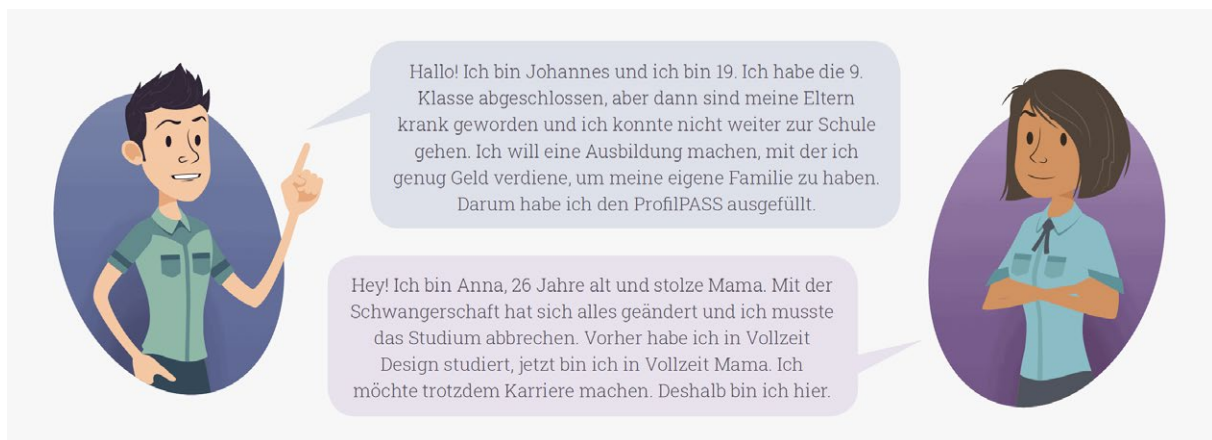 Hallo! Ich bin Johannes und ich bin 19. Ich habe die 9.
Klasse abgeschlossen, aber dann sind meine Eltern
krank geworden und ich konnte nicht weiter zur Schule
gehen. Ich will eine Ausbildung machen, mit der ich
genug Geld verdiene, um meine eigene Familie zu haben.
Darum habe ich den ProfilPASS ausgefüllt.
Hey! Ich bin Anna, 26 Jahre alt und stolze Mama. Mit der
Schwangerschaft hat sich alles geändert und ich musste
das Studium abbrechen. Vorher habe ich in Vollzeit
Design studiert, jetzt bin ich in Vollzeit Mama. Ich
möchte trotzdem Karriere machen. Deshalb bin ich hier.